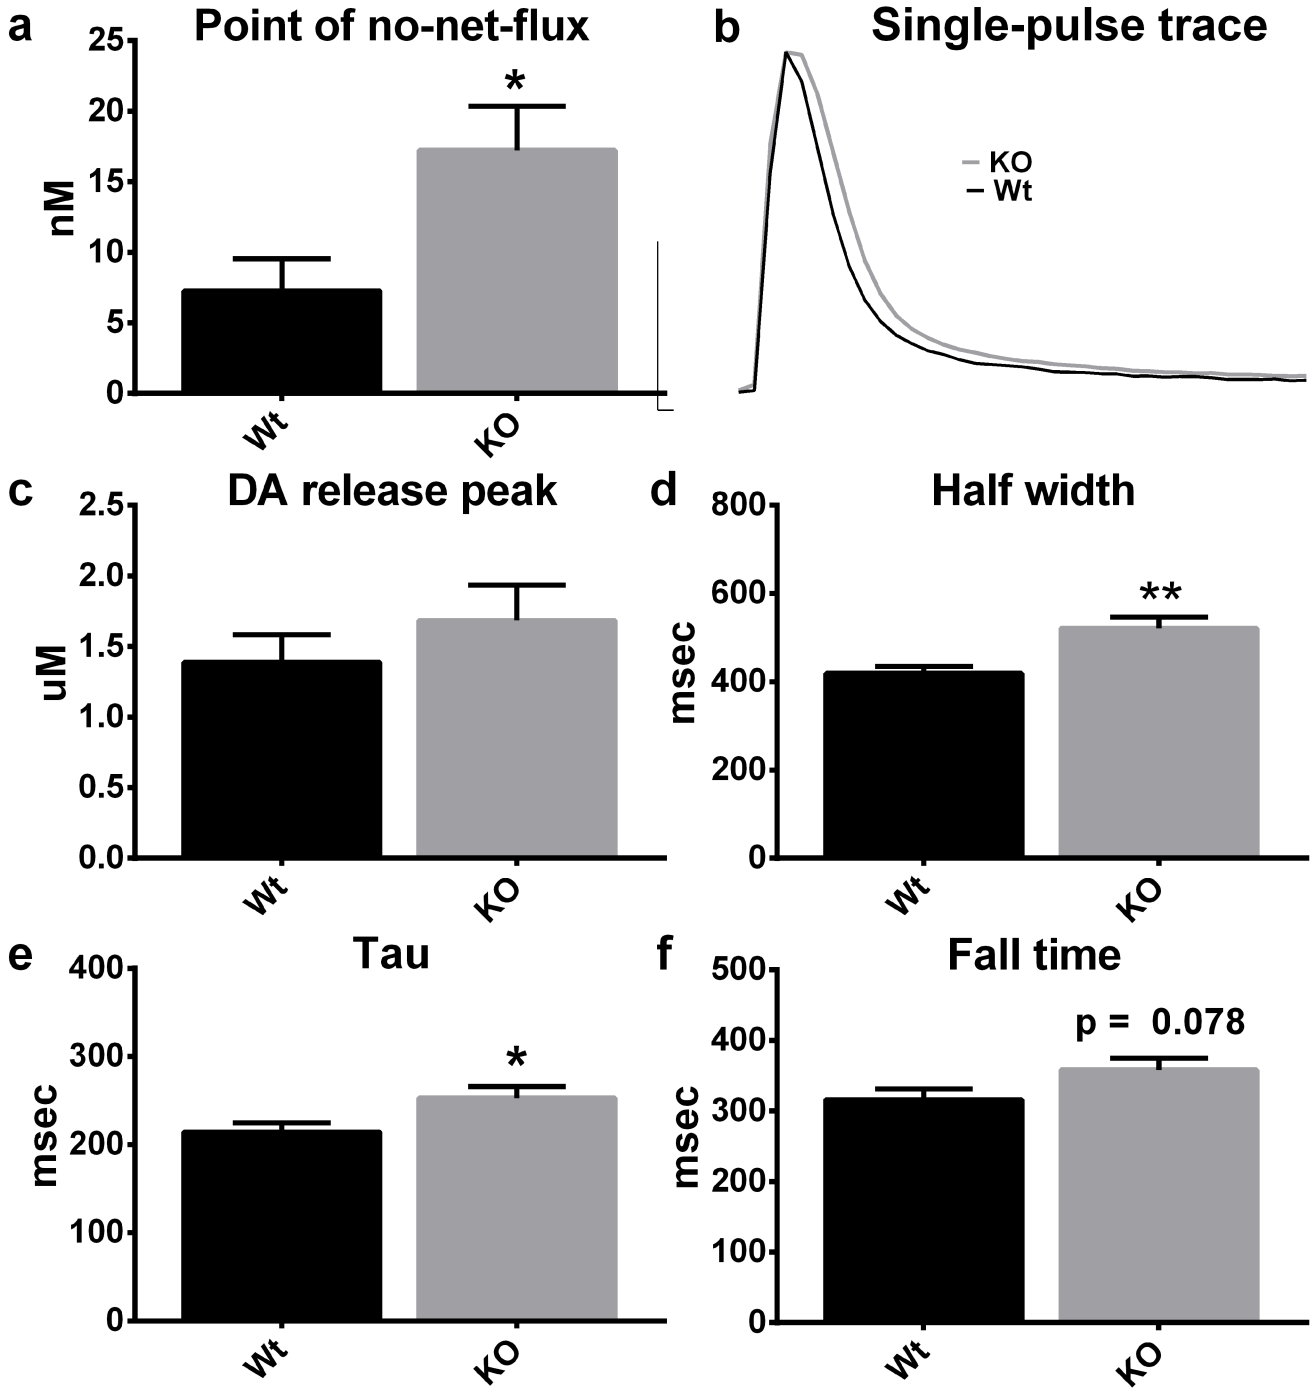 a Point of no-net-flux
25
20
15
10
5
0
nM
*
Wt KO
b Single-pulse trace
KO
Wt
c DA release peak
2.5
2.0
1.5
1.0
0.5
0.0
uM
Wt KO
d Half width
800
600
400
200
0
msec
**
Wt KO
e Tau
400
300
200
100
0
msec
*
Wt KO
f Fall time
500
400
300
200
100
0
msec
p = 0.078
Wt KO